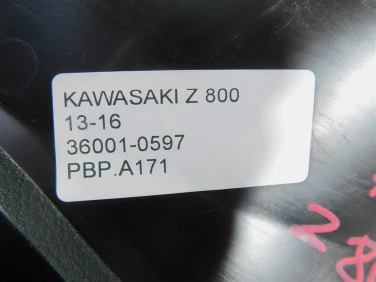 KAWASAKI Z 800
13-16
36001-0597
PBP.A171